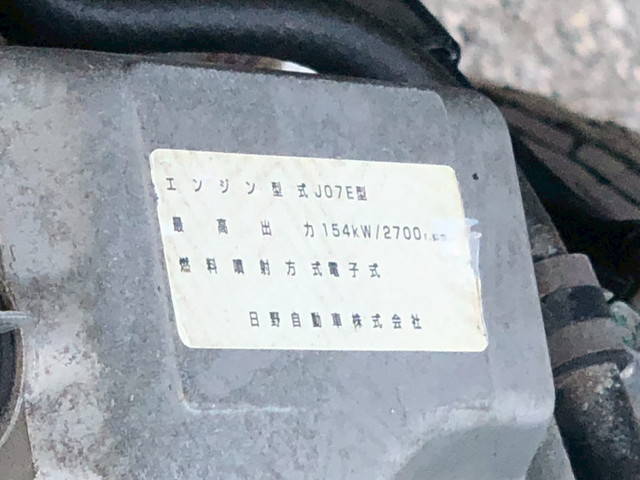 エンジン型式J07E型
最高出力154kW/2700
燃料噴射方式電子式
日野自動車株式会社